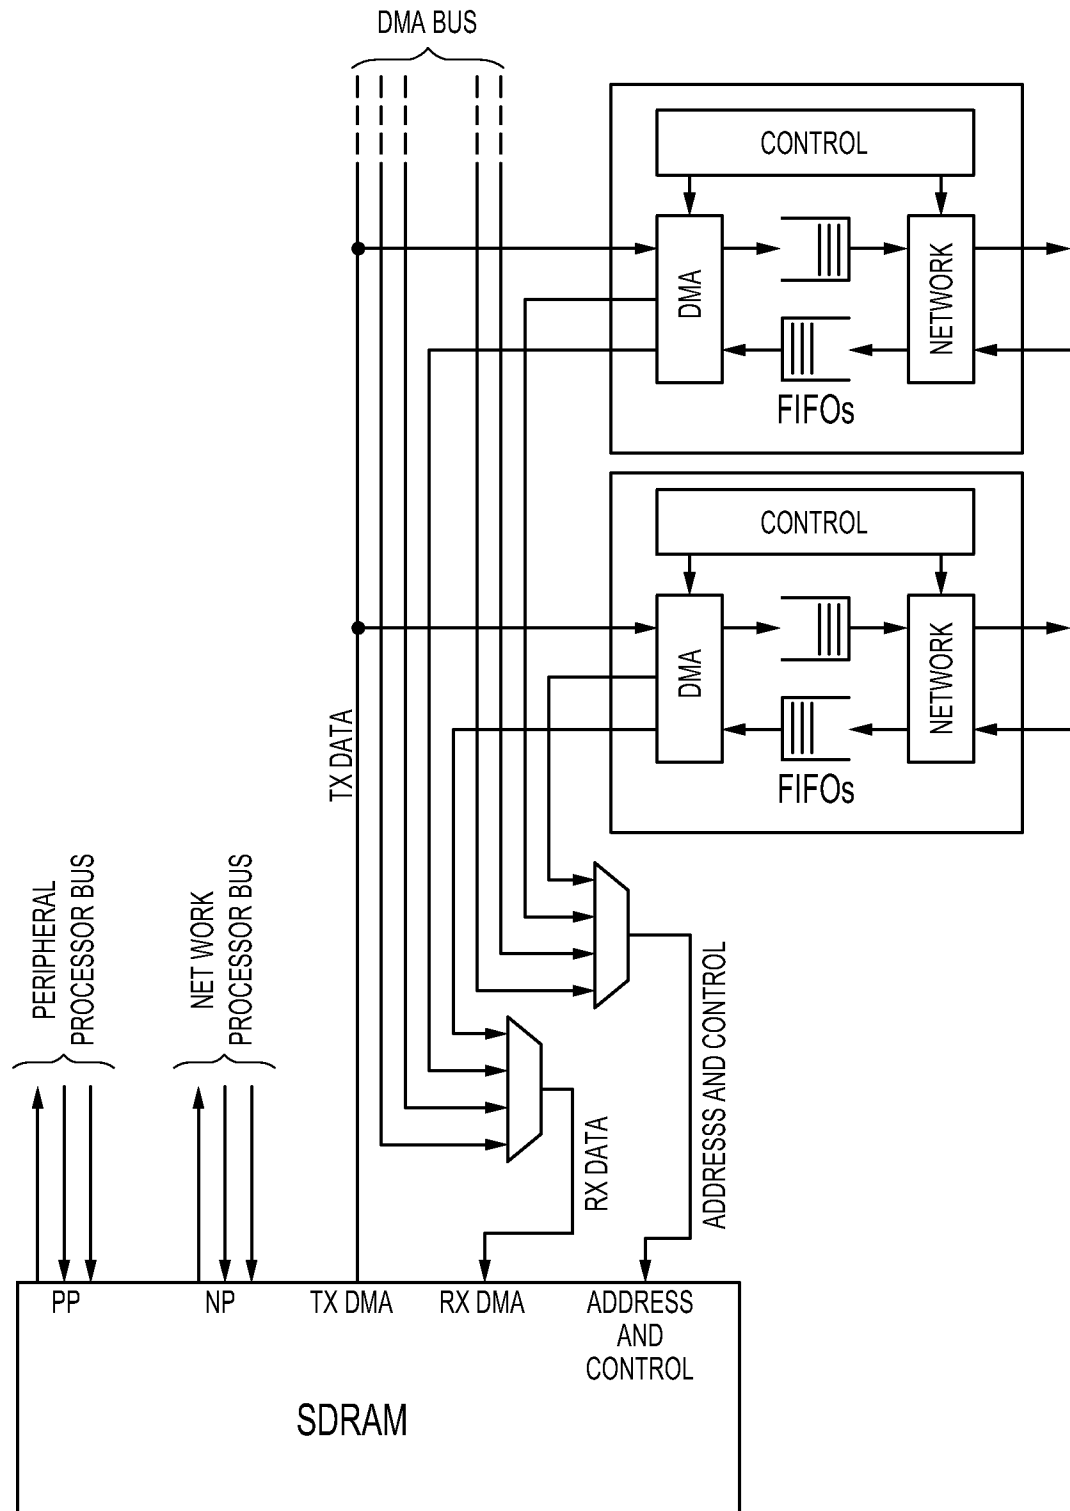 DMA BUS
CONTROL
DMA
NETWORK
FIFOs
CONTROL
DMA
NETWORK
FIFOs
TX DATA
PERIPHERAL
PROCESSOR BUS
NET WORK
PROCESSOR BUS
ADDRESSS AND CONTROL
RX DATA
PP
NP
TX DMA
RX DMA
ADDRESS
AND
CONTROL
SDRAM